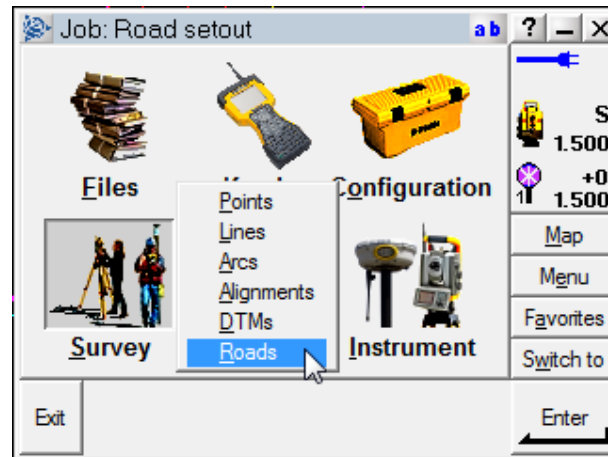 Job: Road setout
ab
?
Files
Configuration
Points
Lines
Arcs
Alignments
DTMs
Roads
Survey
Instrument
S
1.500
+0
1
1.500
Map
Menu
Favorites
Switch to
Exit
Enter